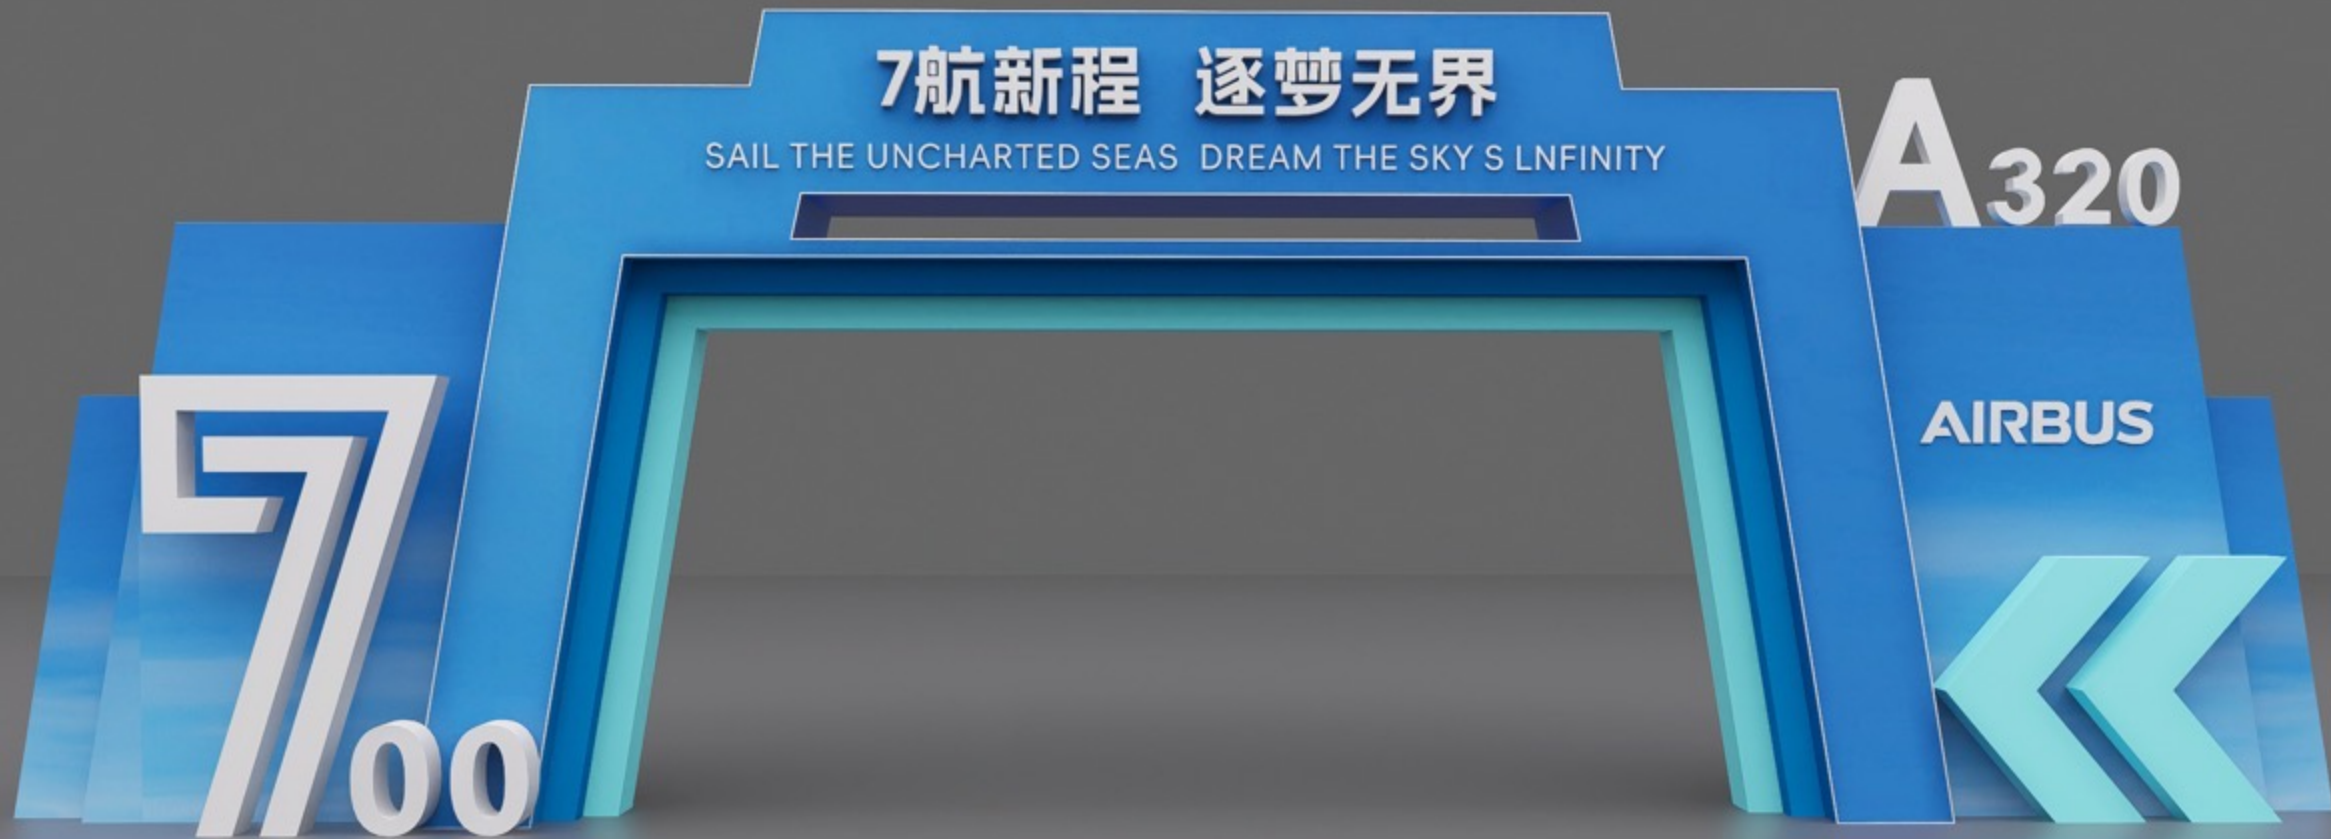 7航新程 逐梦无界
SAIL THE UNCHARTED SEAS DREAM THE SKY S LNFINITY
A320
AIRBUS
700